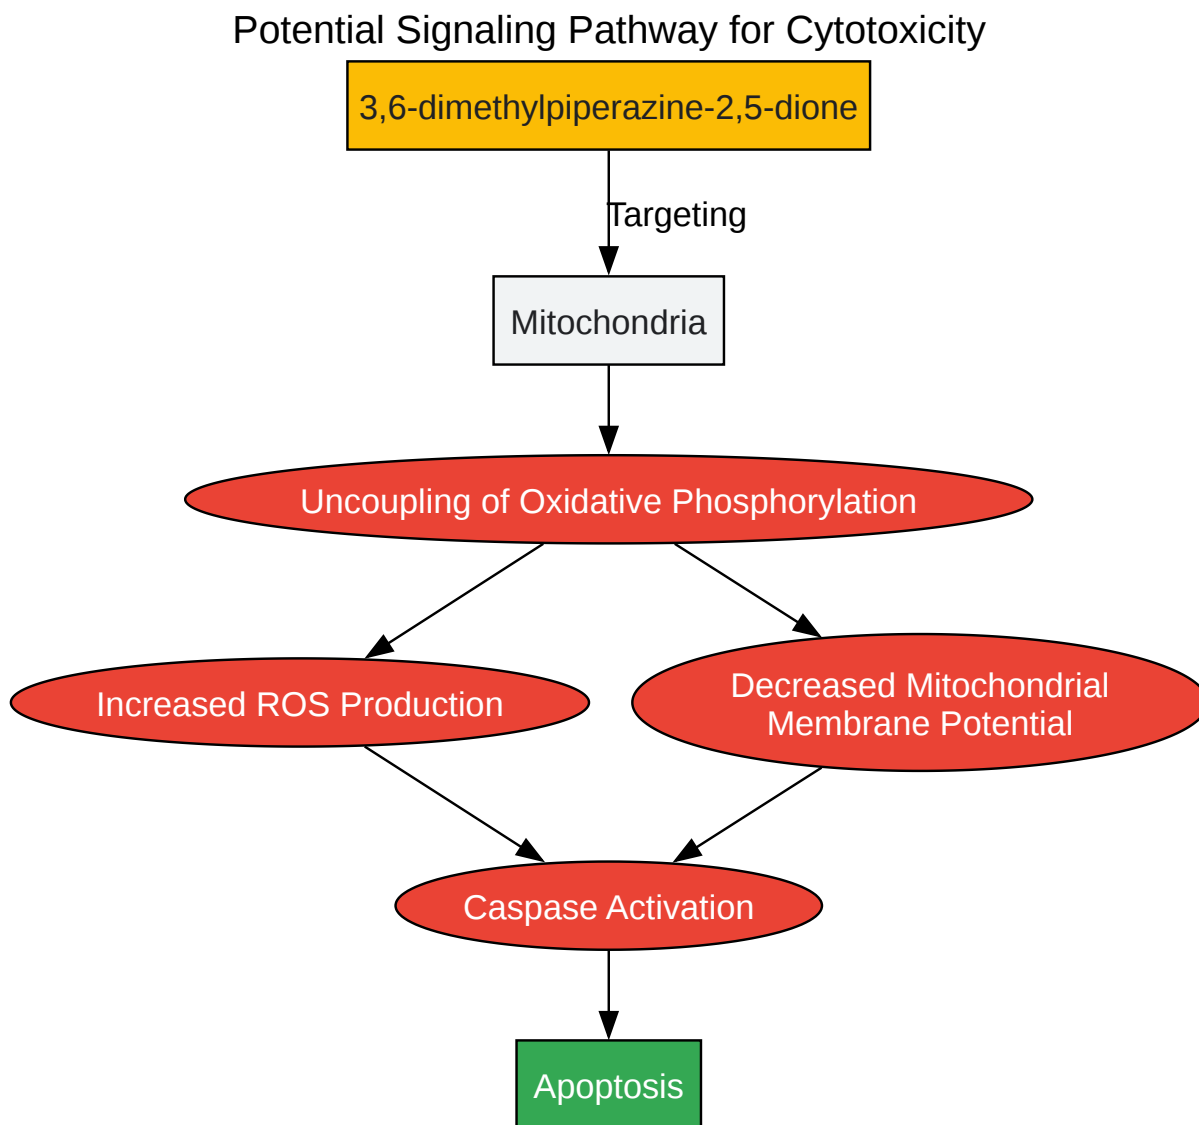 Potential Signaling Pathway for Cytotoxicity
3,6-dimethylpiperazine-2,5-dione
Targeting
Mitochondria
Uncoupling of Oxidative Phosphorylation
Increased ROS Production
Decreased Mitochondrial
Membrane Potential
Caspase Activation
Apoptosis